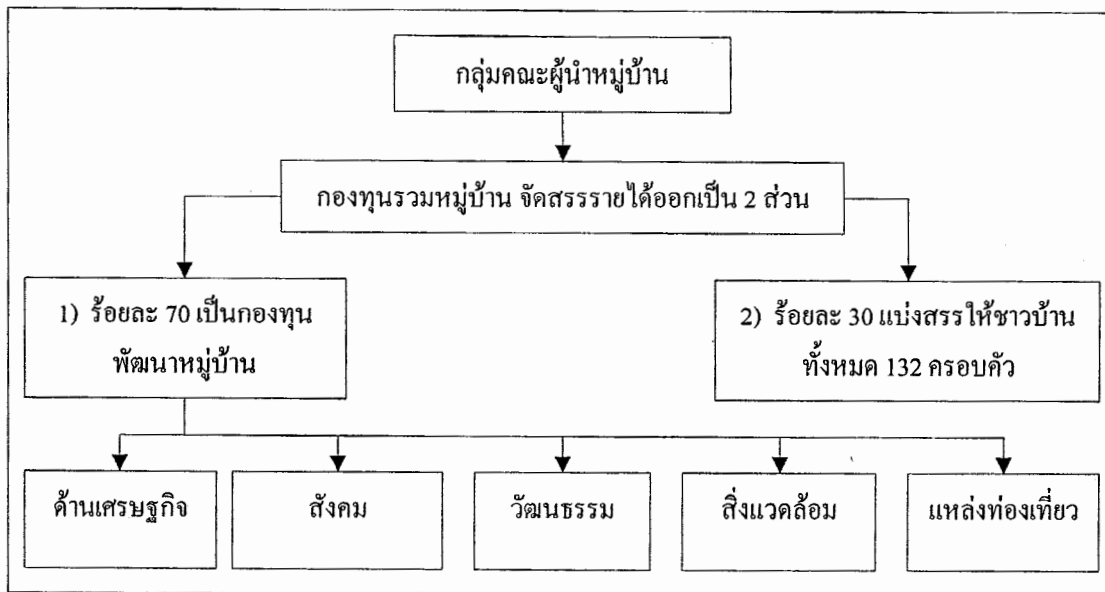 กลุ่มคณะผู้นำหมู่บ้าน
กองทุนรวมหมู่บ้าน จัดสรรรายได้ออกเป็น 2 ส่วน
1) ร้อยละ 70 เป็นกองทุน
พัฒนาหมู่บ้าน
2) ร้อยละ 30 แบ่งสรรให้ชาวบ้าน
ทั้งหมด 132 ครอบคัว
ด้านเศรษฐกิจ
สังคม
วัฒนธรรม
สิ่งแวคล้อม
แหล่งท่องเที่ยว